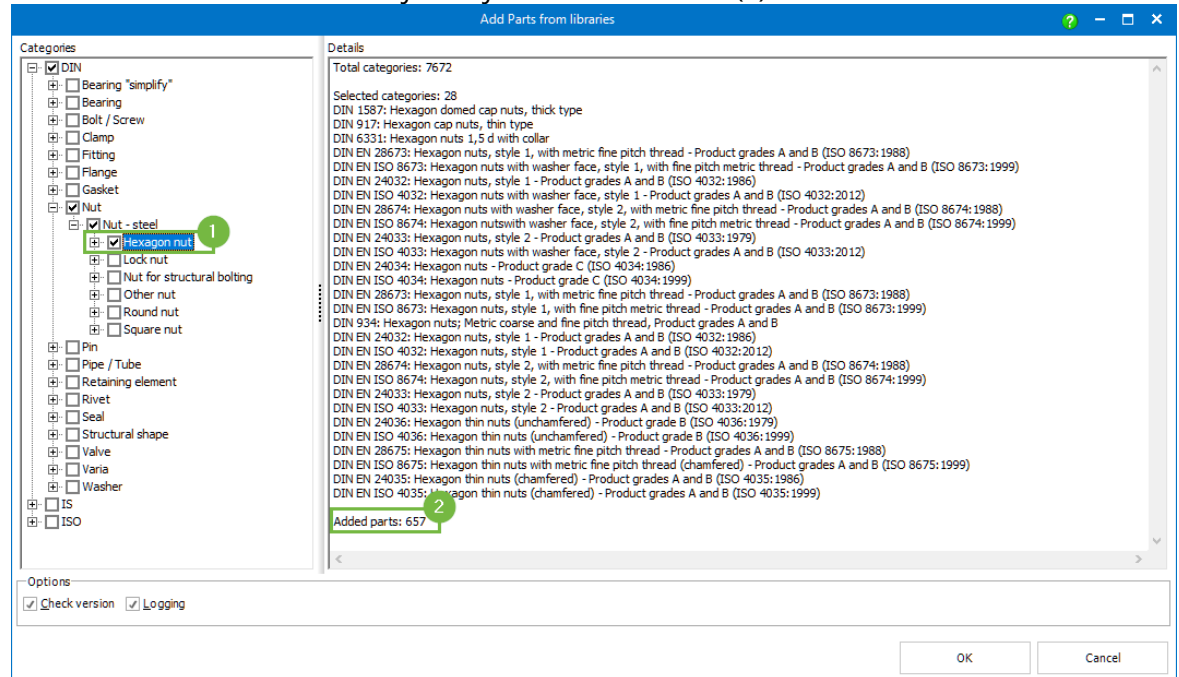 Add Parts from libraries
Categories
DIN
Bearing "simplify"
Bearing
Bolt / Screw
Clamp
Fitting
Flange
Gasket
Nut
Nut - steel
1
Hexagon nut
Lock nut
Nut for structural bolting
Other nut
Round nut
Square nut
Pin
Pipe / Tube
Retaining element
Rivet
Seal
Structural shape
Valve
Varia
Washer
IS
ISO
Details
Total categories: 7672
Selected categories: 28
DIN 1587: Hexagon domed cap nuts, thick type
DIN 917: Hexagon cap nuts, thin type
DIN 6331: Hexagon nuts 1,5 d with collar
DIN EN 28673: Hexagon nuts, style 1, with metric fine pitch thread - Product grades A and B (ISO 8673:1988)
DIN EN ISO 8673: Hexagon nuts with washer face, style 1, with fine pitch metric thread - Product grades A and B (ISO 8673:1999)
DIN EN 24032: Hexagon nuts, style 1 - Product grades A and B (ISO 4032:1986)
DIN EN ISO 4032: Hexagon nuts with washer face, style 1 - Product grades A and B (ISO 4032:2012)
DIN EN 28674: Hexagon nuts with washer face, style 2, with metric fine pitch thread - Product grades A and B (ISO 8674:1988)
DIN EN ISO 8674: Hexagon nutswith washer face, style 2, with fine pitch metric thread - Product grades A and B (ISO 8674:1999)
DIN EN 24033: Hexagon nuts, style 2 - Product grades A and B (ISO 4033:1979)
DIN EN ISO 4033: Hexagon nuts with washer face, style 2 - Product grades A and B (ISO 4033:2012)
DIN EN 24034: Hexagon nuts - Product grade C (ISO 4034:1986)
DIN EN ISO 4034: Hexagon nuts - Product grade C (ISO 4034:1999)
DIN EN 28673: Hexagon nuts, style 1, with metric fine pitch thread - Product grades A and B (ISO 8673:1988)
DIN EN ISO 8673: Hexagon nuts, style 1, with fine pitch metric thread - Product grades A and B (ISO 8673:1999)
DIN 934: Hexagon nuts; Metric coarse and fine pitch thread, Product grades A and B
DIN EN 24032: Hexagon nuts, style 1 - Product grades A and B (ISO 4032:1986)
DIN EN ISO 4032: Hexagon nuts, style 1 - Product grades A and B (ISO 4032:2012)
DIN EN 28674: Hexagon nuts, style 2, with metric fine pitch thread - Product grades A and B (ISO 8674:1988)
DIN EN ISO 8674: Hexagon nuts, style 2, with fine pitch metric thread - Product grades A and B (ISO 8674:1999)
DIN EN 24033: Hexagon nuts, style 2 - Product grades A and B (ISO 4033:1979)
DIN EN ISO 4033: Hexagon nuts, style 2 - Product grades A and B (ISO 4033:2012)
DIN EN 24036: Hexagon thin nuts (unchamfered) - Product grade B (ISO 4036:1979)
DIN EN ISO 4036: Hexagon thin nuts (unchamfered) - Product grade B (ISO 4036:1999)
DIN EN 28675: Hexagon thin nuts with metric fine pitch thread - Product grades A and B (ISO 8675:1988)
DIN EN ISO 8675: Hexagon thin nuts with metric fine pitch thread (chamfered) - Product grades A and B (ISO 8675:1999)
DIN EN 24035: Hexagon thin nuts (chamfered) - Product grades A and B (ISO 4035:1986)
DIN EN ISO 4035: Hexagon thin nuts (chamfered) - Product grades A and B (ISO 4035:1999)
2
Added parts: 657
Options
Check version Logging
OK Cancel